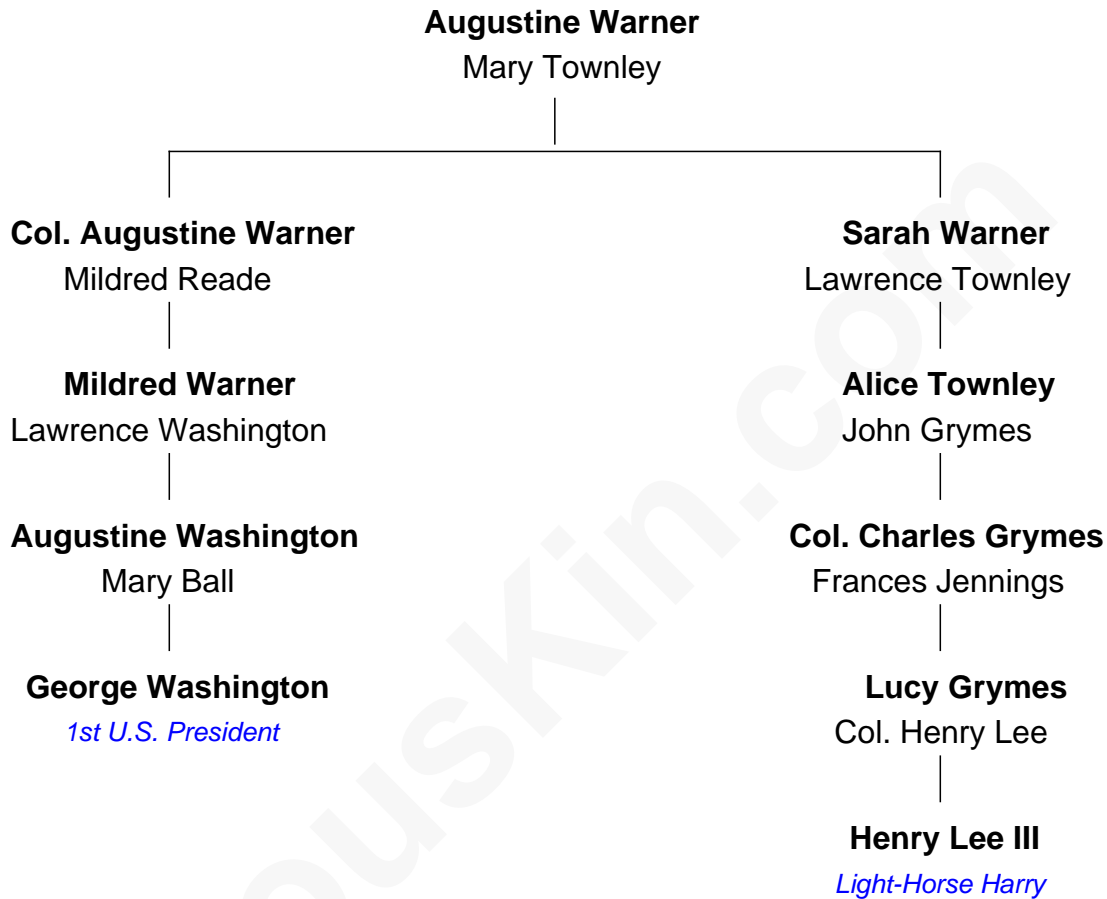 Augustine Warner
Mary Townley
Col. Augustine Warner
Mildred Reade
Sarah Warner
Lawrence Townley
Mildred Warner
Lawrence Washington
Alice Townley
John Grymes
Augustine Washington
Mary Ball
Col. Charles Grymes
Frances Jennings
George Washington
1st U.S. President
Lucy Grymes
Col. Henry Lee
Henry Lee III
Light-Horse Harry
ouskin.com